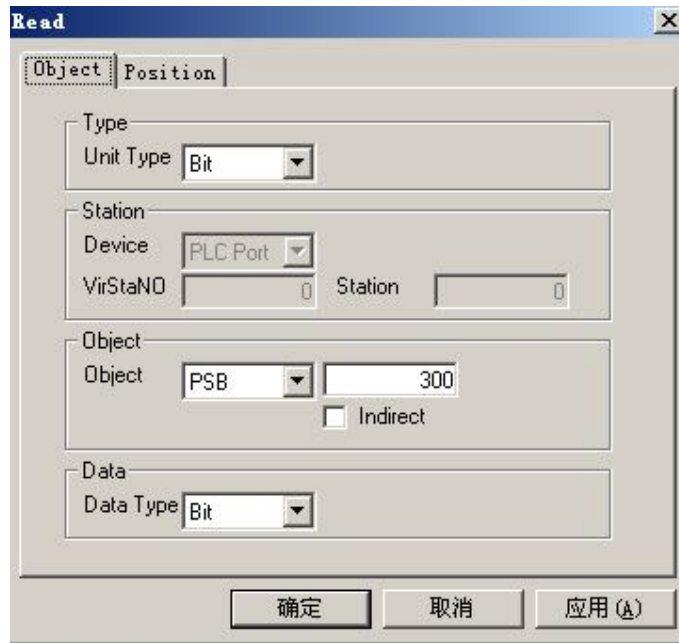 Read
Object Position
Type
Unit Type Bit
Station
Device PLC Port
VirStaNO 0 Station 0
Object
Object PSB 300
Indirect
Data
Data Type Bit
确定 取消 应用(A)